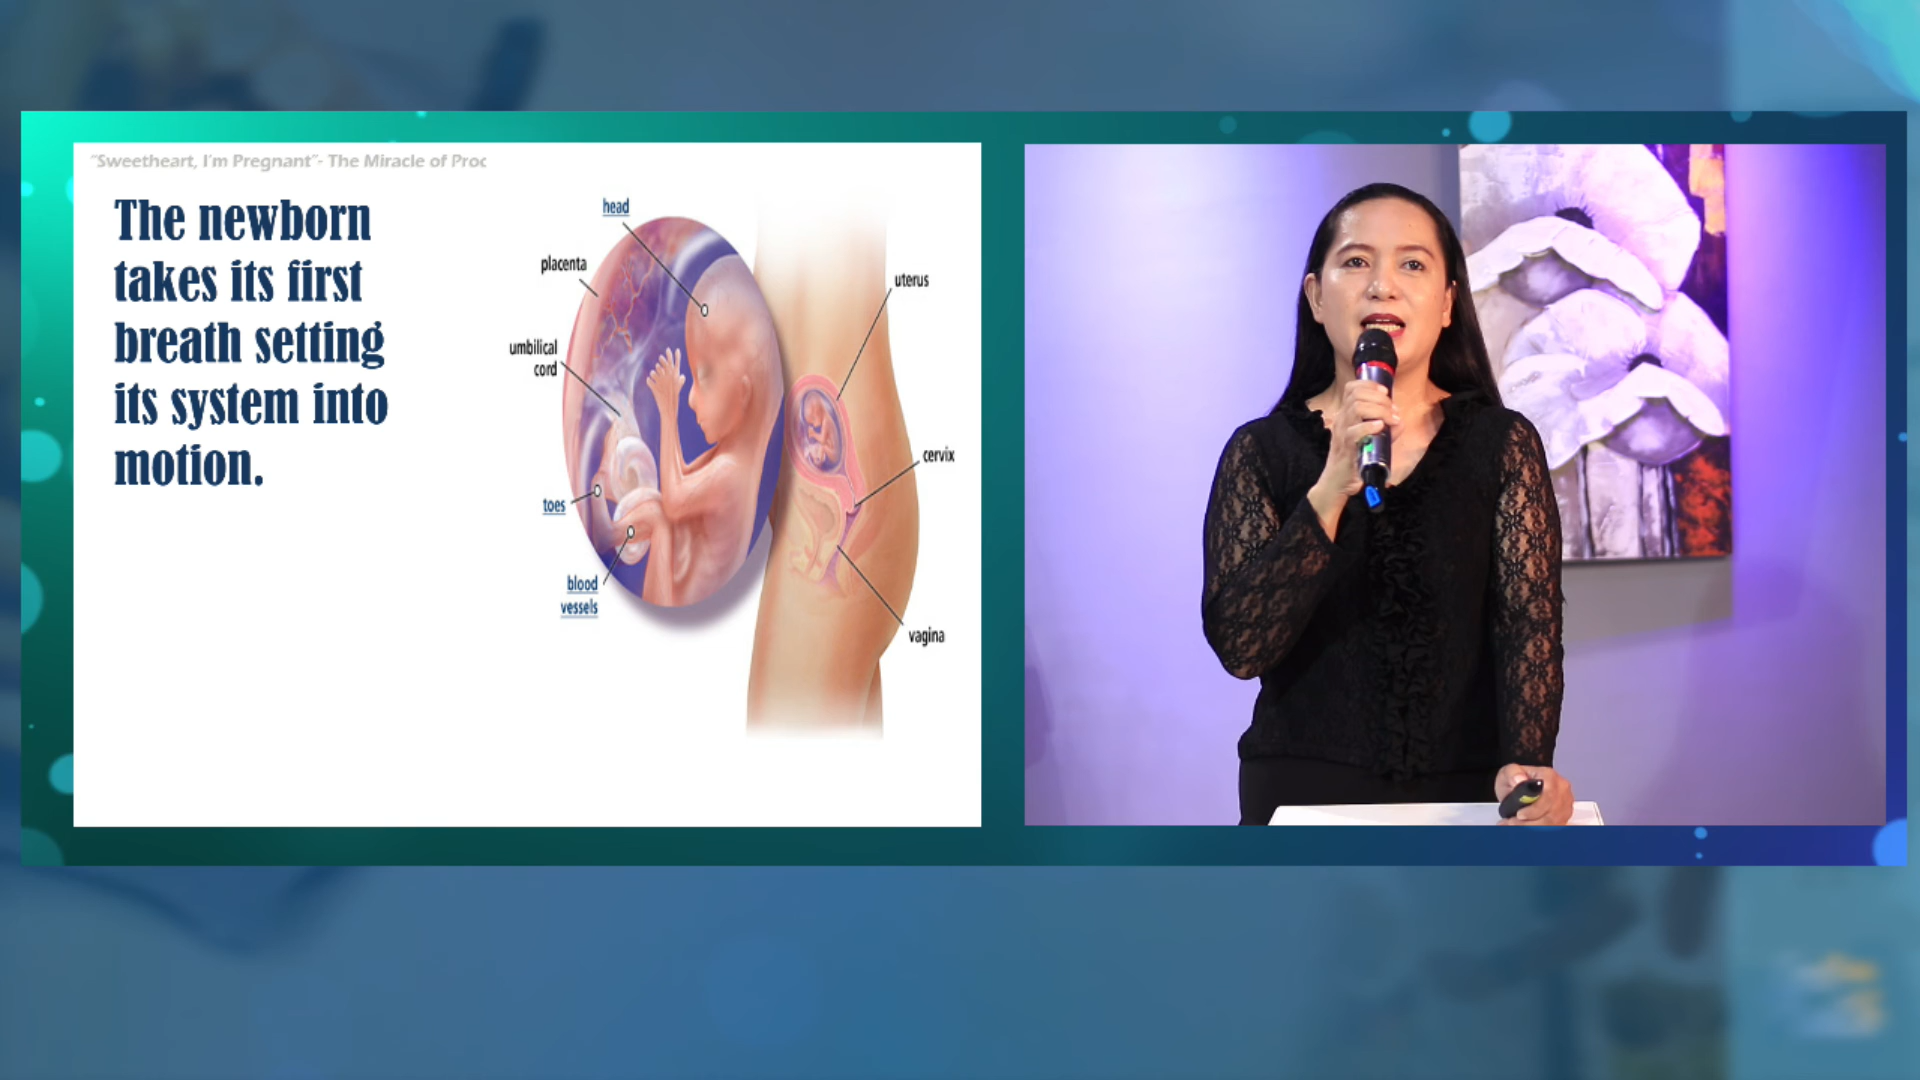 "Sweetheart, I'm Pregnant"- The Miracle of Proc
The newborn
takes its first
breath setting
its system into
motion.
head
placenta
umbilical
cord
toes
blood
vessels
uterus
cervix
vagina